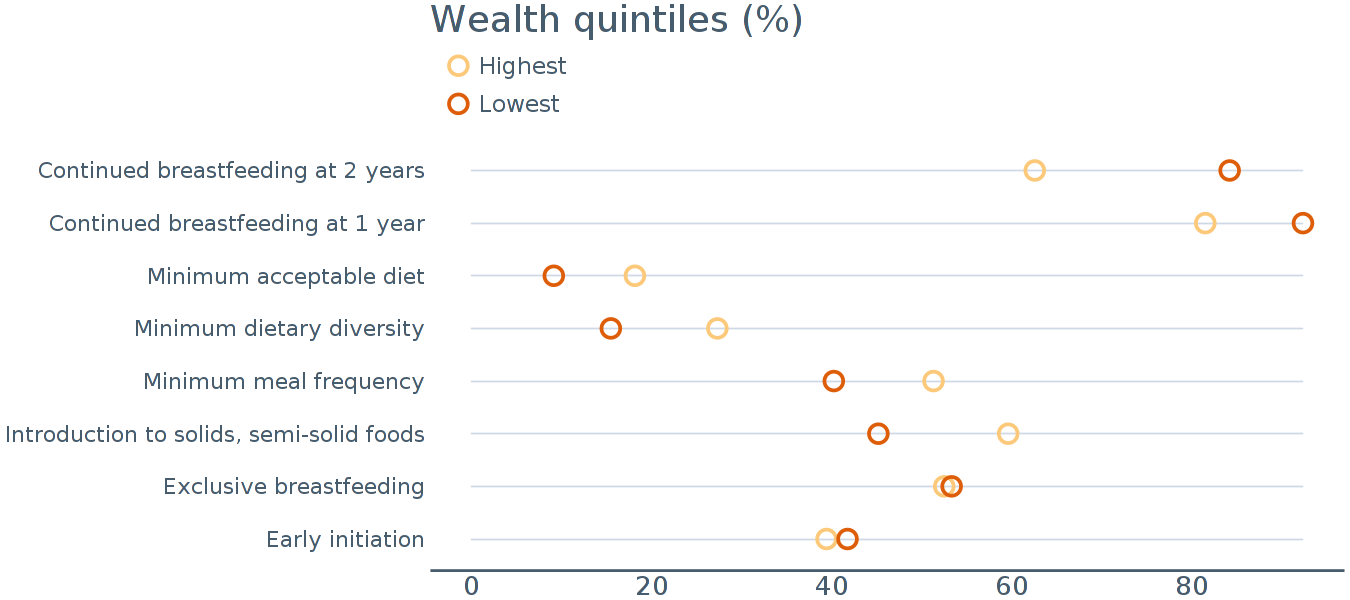 Wealth quintiles (%)
Highest
Lowest
Continued breastfeeding at 2 years
Continued breastfeeding at 1 year
Minimum acceptable diet
Minimum dietary diversity
Minimum meal frequency
Introduction to solids, semi-solid foods
Exclusive breastfeeding
Early initiation
0 20 40 60 80